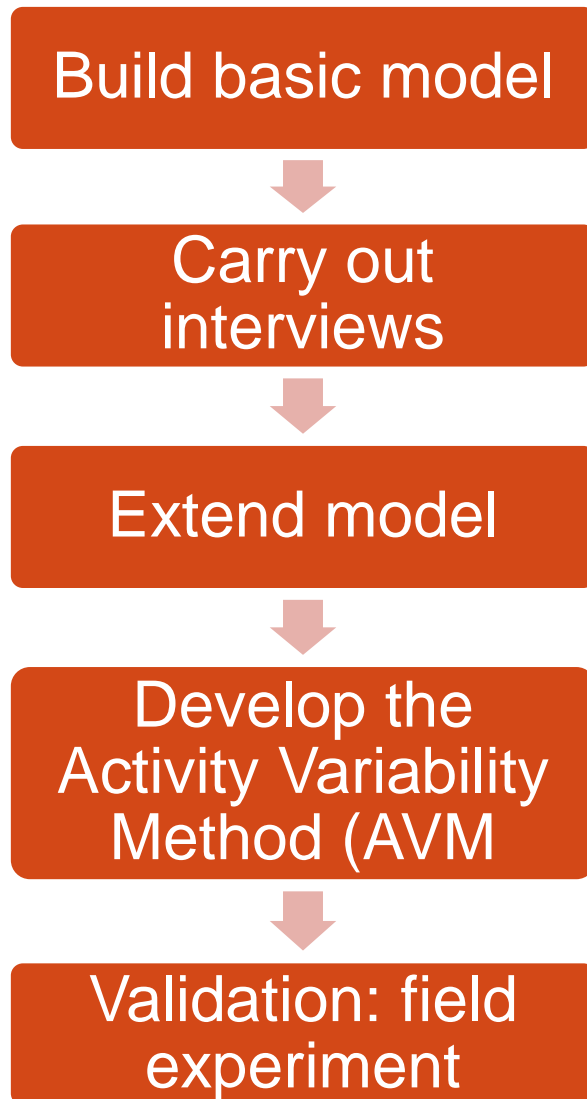 Build basic model
Carry out
interviews
Extend model
Develop the
Activity Variability
Method (AVM
Validation: field
experiment